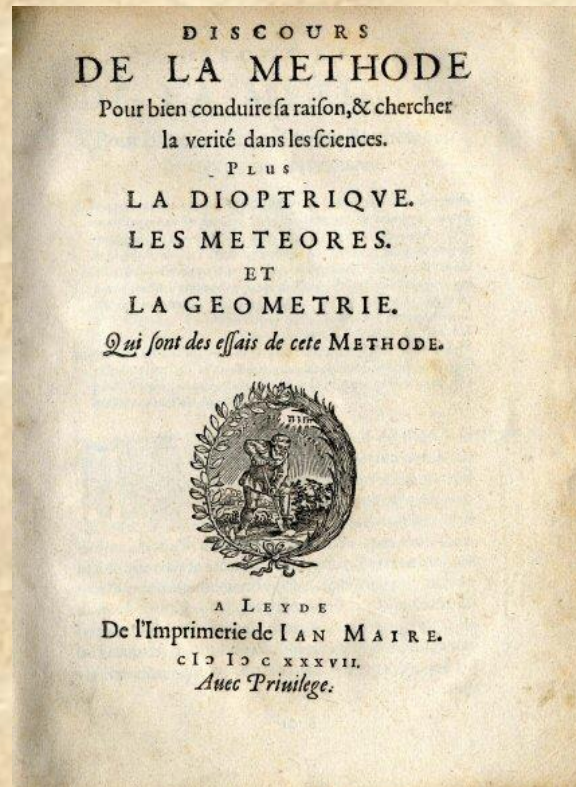 DISCOURS
DE LA METHODE
Pour bien conduire ſa raiſon, & chercher
la verité dans les ſciences.
PLUS
LA DIOPTRIQVE.
LES METEORES.
ET
LA GEOMETRIE.
Qui ſont des eſſais de cete METHODE.
A LEYDE
De l'Imprimerie de IAN MAIRE.
cIↄ Iↄ c xxxvii.
Auec Priuilege.